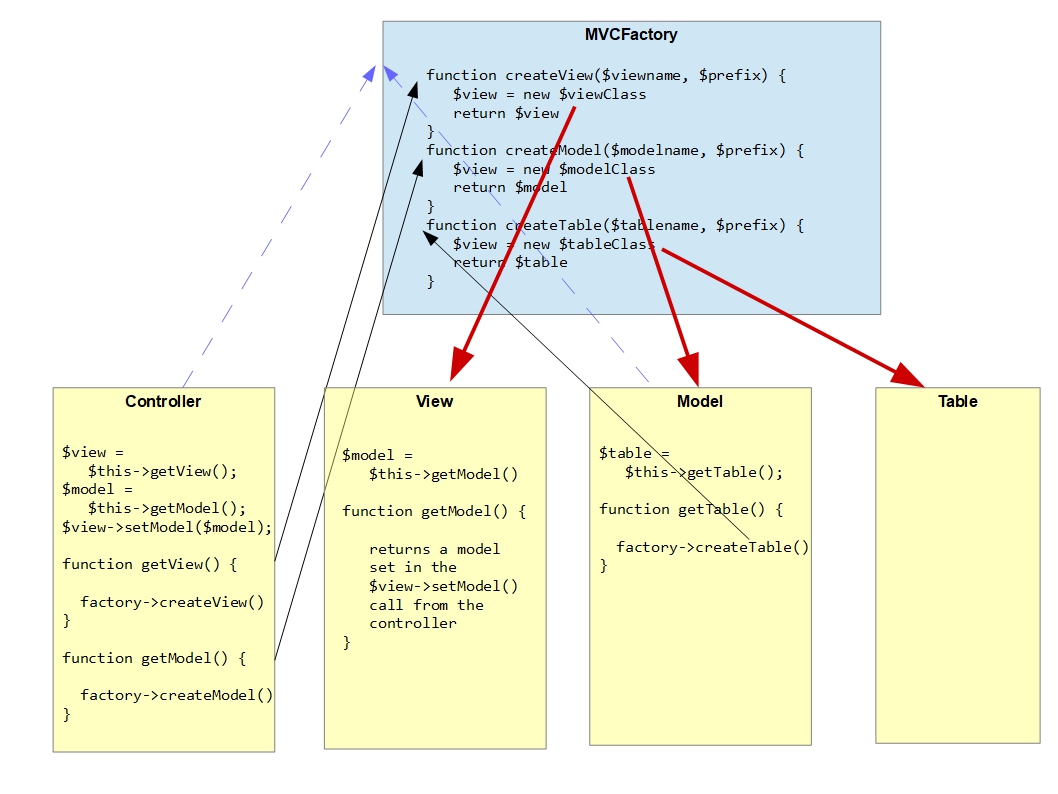 MVCFactory
function createView($viewname, $prefix) {
$view = new $viewClass
return $view
}
function createModel($modelname, $prefix) {
$view = new $modelClass
return $model
}
function createTable($tablename, $prefix) {
$view = new $tableClass
return $table
}
Controller
$view =
$this->getView();
$model =
$this->getModel();
$view->setModel($model);
function getView() {
factory->createView()
}
function getModel() {
factory->createModel()
}
View
$model =
$this->getModel()
function getModel() {
returns a model
set in the
$view->setModel()
call from the
controller
}
Model
$table =
$this->getTable();
function getTable() {
factory->createTable()
}
Table